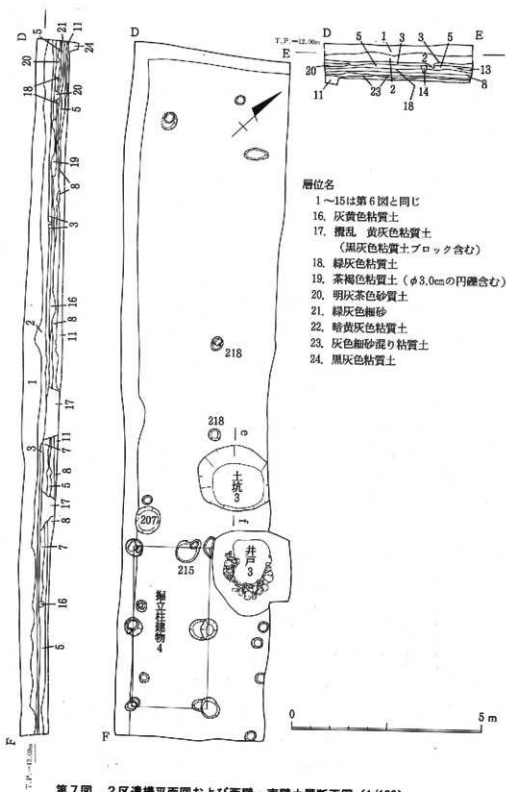 D
5
11
21
24
20
18
20
5
19
8
3
16
8
2
11
1
17
11
3
7
8
5
17
8
7
16
5
F
T.P.-12.00m
D
E
218
218
e
土坑3
f
207
215
井戸3
掘立柱建物4
F
T.P.-12.00m
D
5
1
3
3
5
E
2
20
13
11
23
2
18
14
8
層位名
1～15は第6図と同じ
16. 灰黄色粘質土
17. 攪乱 黄灰色粘質土
(黒灰色粘質土ブロック含む)
18. 緑灰色粘質土
19. 茶褐色粘質土(φ3.0cmの円礫含む)
20. 明灰茶色砂質土
21. 緑灰色細砂
22. 暗黄灰色粘質土
23. 灰色細砂混り粘質土
24. 黒灰色粘質土
0 5m
第7図 2区遺構平面図および西壁・南壁土層断面図(1/100)